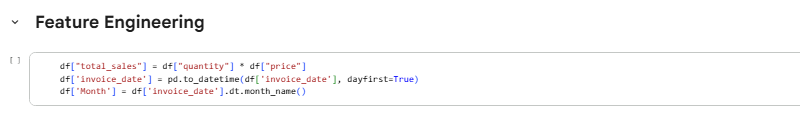 Feature Engineering
[ ]
df["total_sales"] = df["quantity"] * df["price"]
df['invoice_date'] = pd.to_datetime(df['invoice_date'], dayfirst=True)
df['Month'] = df['invoice_date'].dt.month_name()